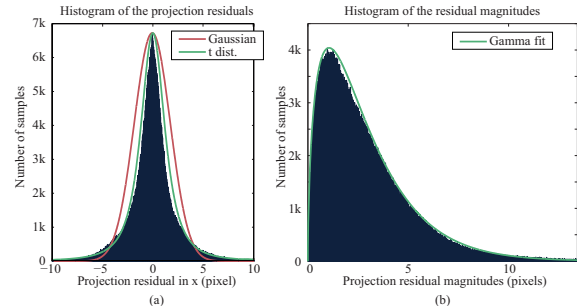 Histogram of the projection residuals
7k
6k
5k
4k
3k
2k
1k
0
Number of samples
Gaussian
t dist.
−10
−5
0
5
10
Projection residual in x (pixel)
(a)
Histogram of the residual magnitudes
4k
3k
2k
1k
0
Number of samples
Gamma fit
0
5
10
Projection residual magnitudes (pixels)
(b)